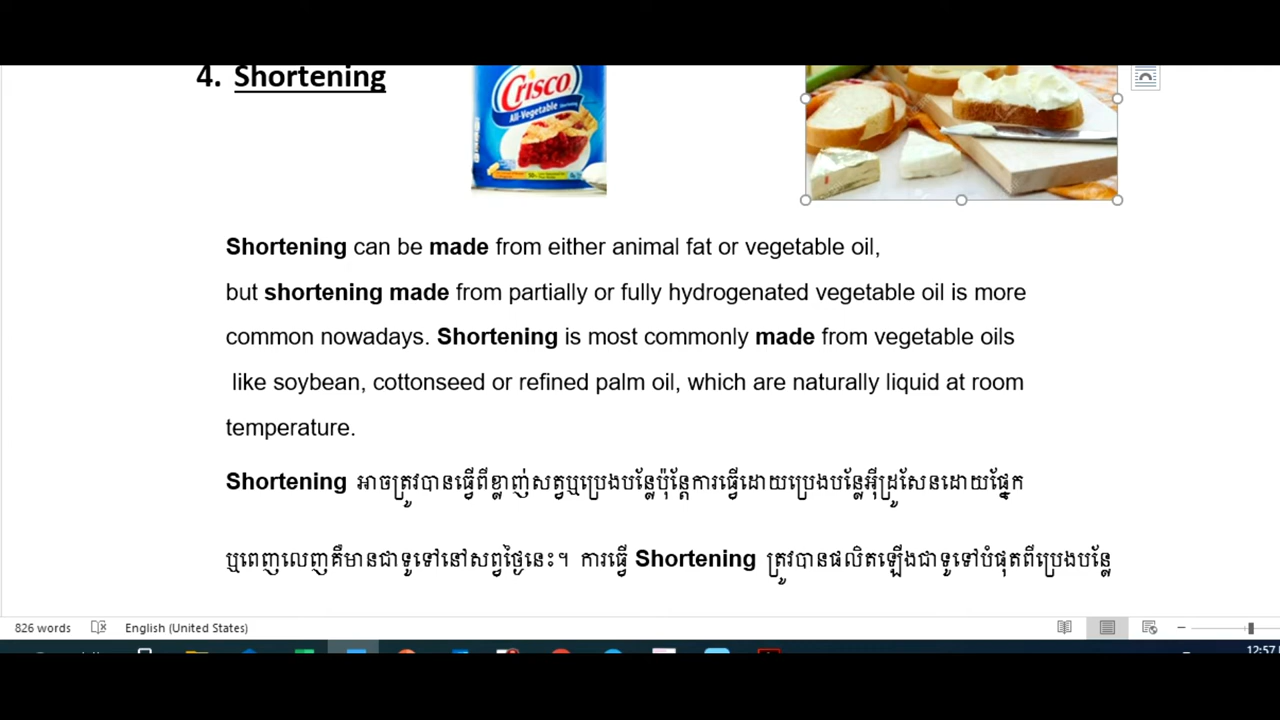 4. Shortening
Crisco
All-Vegetable Shortening
Shortening can be made from either animal fat or vegetable oil,
but shortening made from partially or fully hydrogenated vegetable oil is more
common nowadays. Shortening is most commonly made from vegetable oils
like soybean, cottonseed or refined palm oil, which are naturally liquid at room
temperature.
Shortening អាចត្រូវបានធ្វើពីខ្លាញ់សត្វឬប្រេងបន្លែប៉ុន្តែការធ្វើដោយប្រេងបន្លែអ៊ីដ្រូសែនដោយផ្នែក
ឬពេញលេញគឺមានជាទូទៅនៅសព្វថ្ងៃនេះ។ ការធ្វើ Shortening ត្រូវបានផលិតឡើងជាទូទៅបំផុតពីប្រេងបន្លែ
826 words English (United States)
12:57